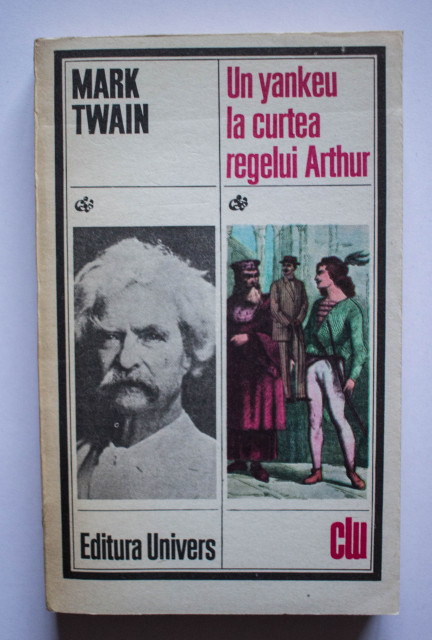 MARK
TWAIN
Un yankeu
la curtea
regelui Arthur
Editura Univers
clu